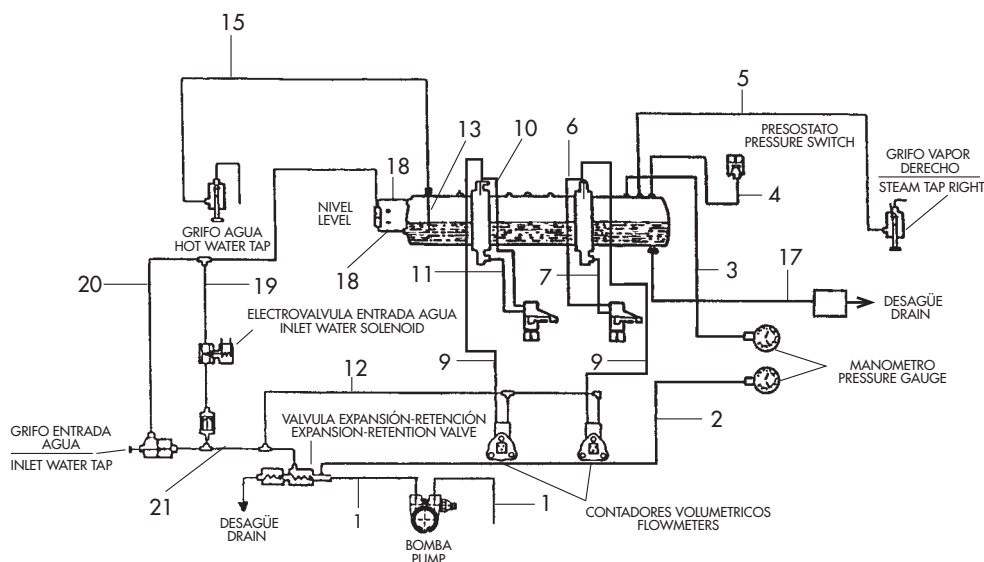 15
5
13
10
6
PRESOSTATO
PRESSURE SWITCH
GRIFO VAPOR
DERECHO
STEAM TAP RIGHT
18
NIVEL
LEVEL
4
GRIFO AGUA
HOT WATER TAP
18
11
7
3
17
20
19
ELECTROVALVULA ENTRADA AGUA
INLET WATER SOLENOID
DESAGÜE
DRAIN
9
9
12
MANOMETRO
PRESSURE GAUGE
2
VALVULA EXPANSIÓN-RETENCIÓN
EXPANSION-RETENTION VALVE
GRIFO ENTRADA
AGUA
INLET WATER TAP
21
DESAGÜE
DRAIN
1
1
BOMBA
PUMP
CONTADORES VOLUMETRICOS
FLOWMETERS